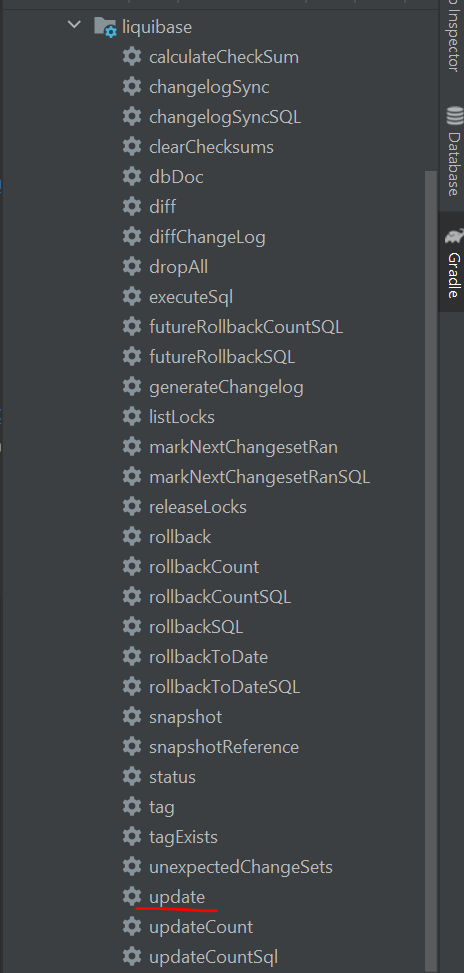 liquibase
calculateCheckSum
changelogSync
changelogSyncSQL
clearChecksums
dbDoc
diff
diffChangeLog
dropAll
executeSql
futureRollbackCountSQL
futureRollbackSQL
generateChangelog
listLocks
markNextChangesetRan
markNextChangesetRanSQL
releaseLocks
rollback
rollbackCount
rollbackCountSQL
rollbackSQL
rollbackToDate
rollbackToDateSQL
snapshot
snapshotReference
status
tag
tagExists
unexpectedChangeSets
update
updateCount
updateCountSql
Inspector
Database
Gradle